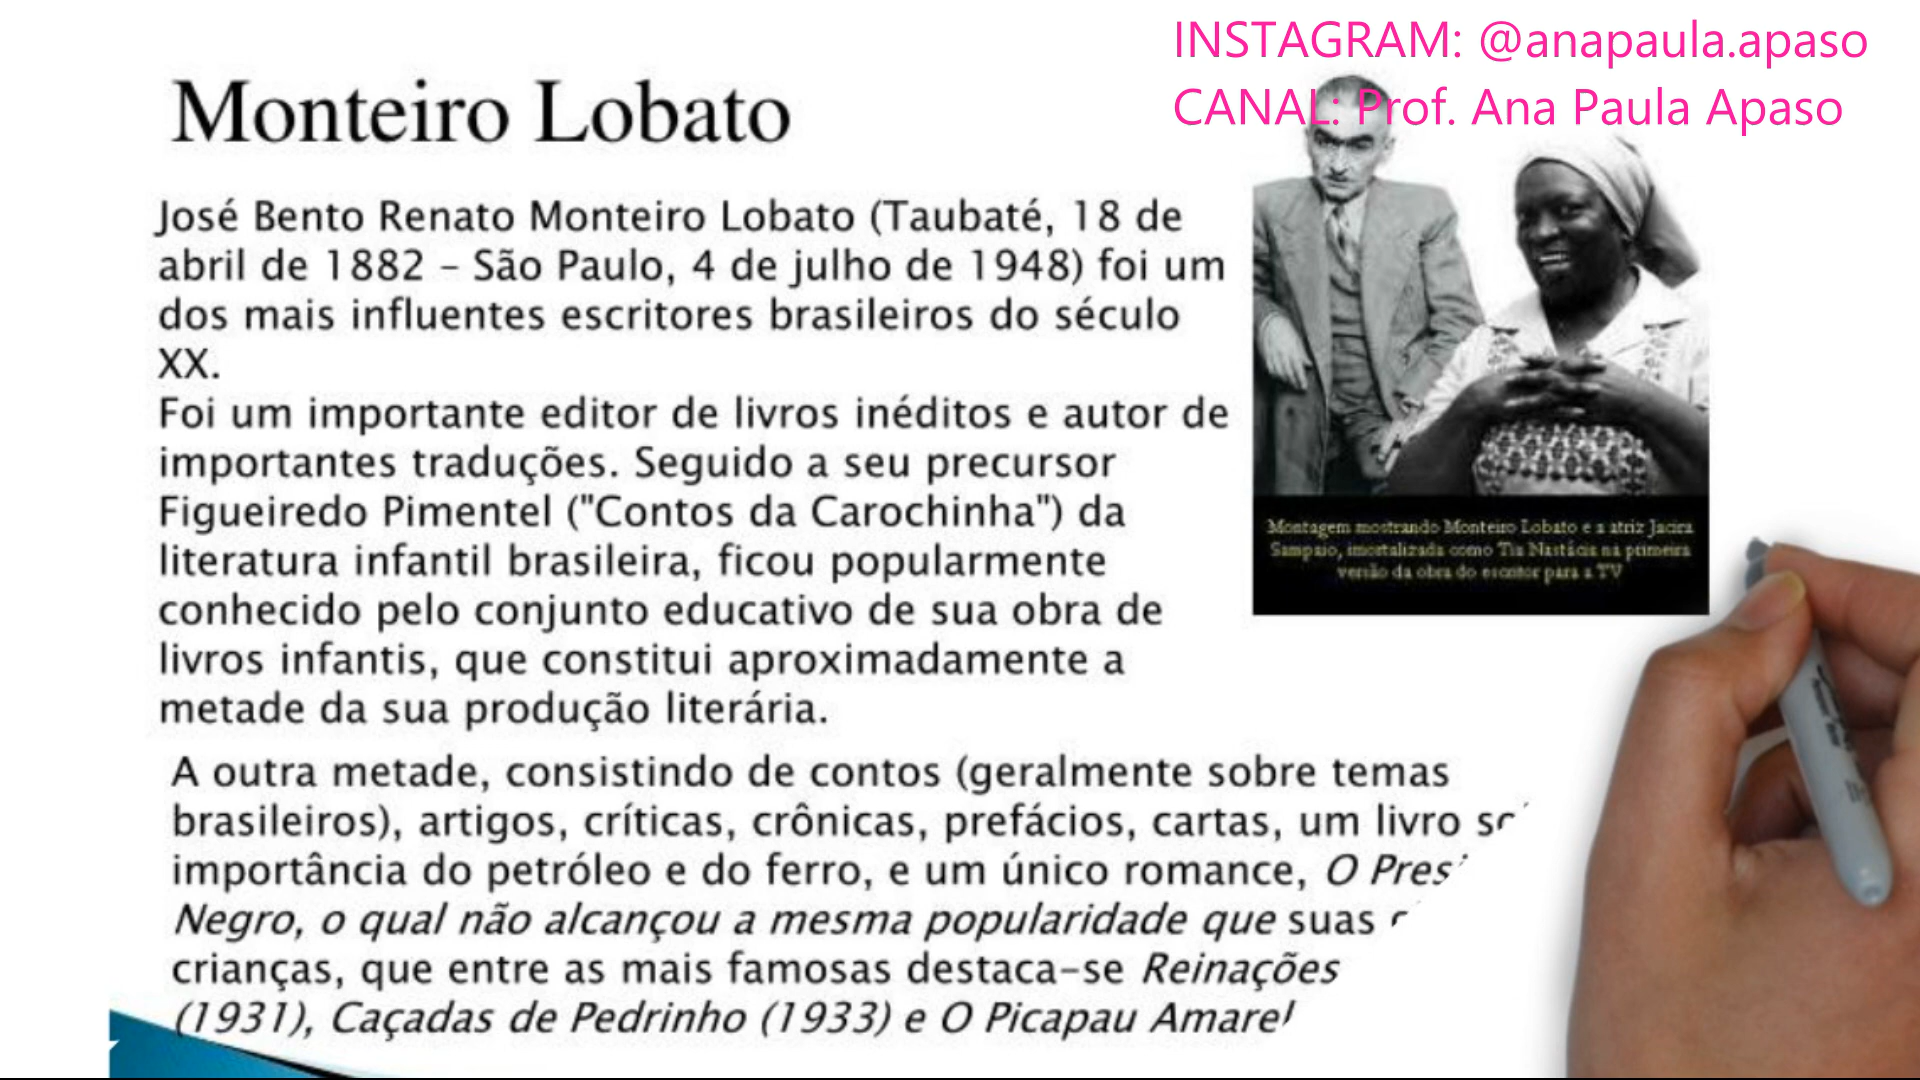 INSTAGRAM: @anapaula.apaso
CANAL: Prof. Ana Paula Apaso
Monteiro Lobato
José Bento Renato Monteiro Lobato (Taubaté, 18 de
abril de 1882 – São Paulo, 4 de julho de 1948) foi um
dos mais influentes escritores brasileiros do século
XX.
Foi um importante editor de livros inéditos e autor de
importantes traduções. Seguido a seu precursor
Figueiredo Pimentel ("Contos da Carochinha") da
literatura infantil brasileira, ficou popularmente
conhecido pelo conjunto educativo de sua obra de
livros infantis, que constitui aproximadamente a
metade da sua produção literária.
Montagem mostrando Monteiro Lobato e a atriz Jacira
Sampaio, imortalizada como Tia Nastácia na primeira
versão da obra do escritor para a TV
A outra metade, consistindo de contos (geralmente sobre temas
brasileiros), artigos, críticas, crônicas, prefácios, cartas, um livro
importância do petróleo e do ferro, e um único romance, O
Negro, o qual não alcançou a mesma popularidade que suas
crianças, que entre as mais famosas destaca-se Reinações
(1931), Caçadas de Pedrinho (1933) e O Picapau